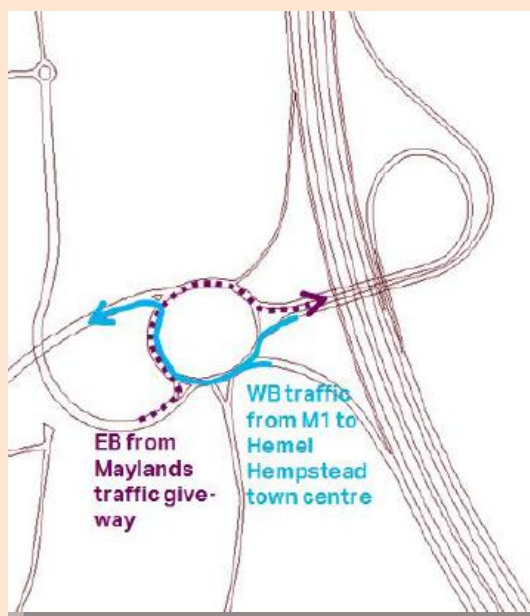 WB traffic
from M1 to
Hemel
Hempstead
town centre
EB from
Maylands
traffic give-
way